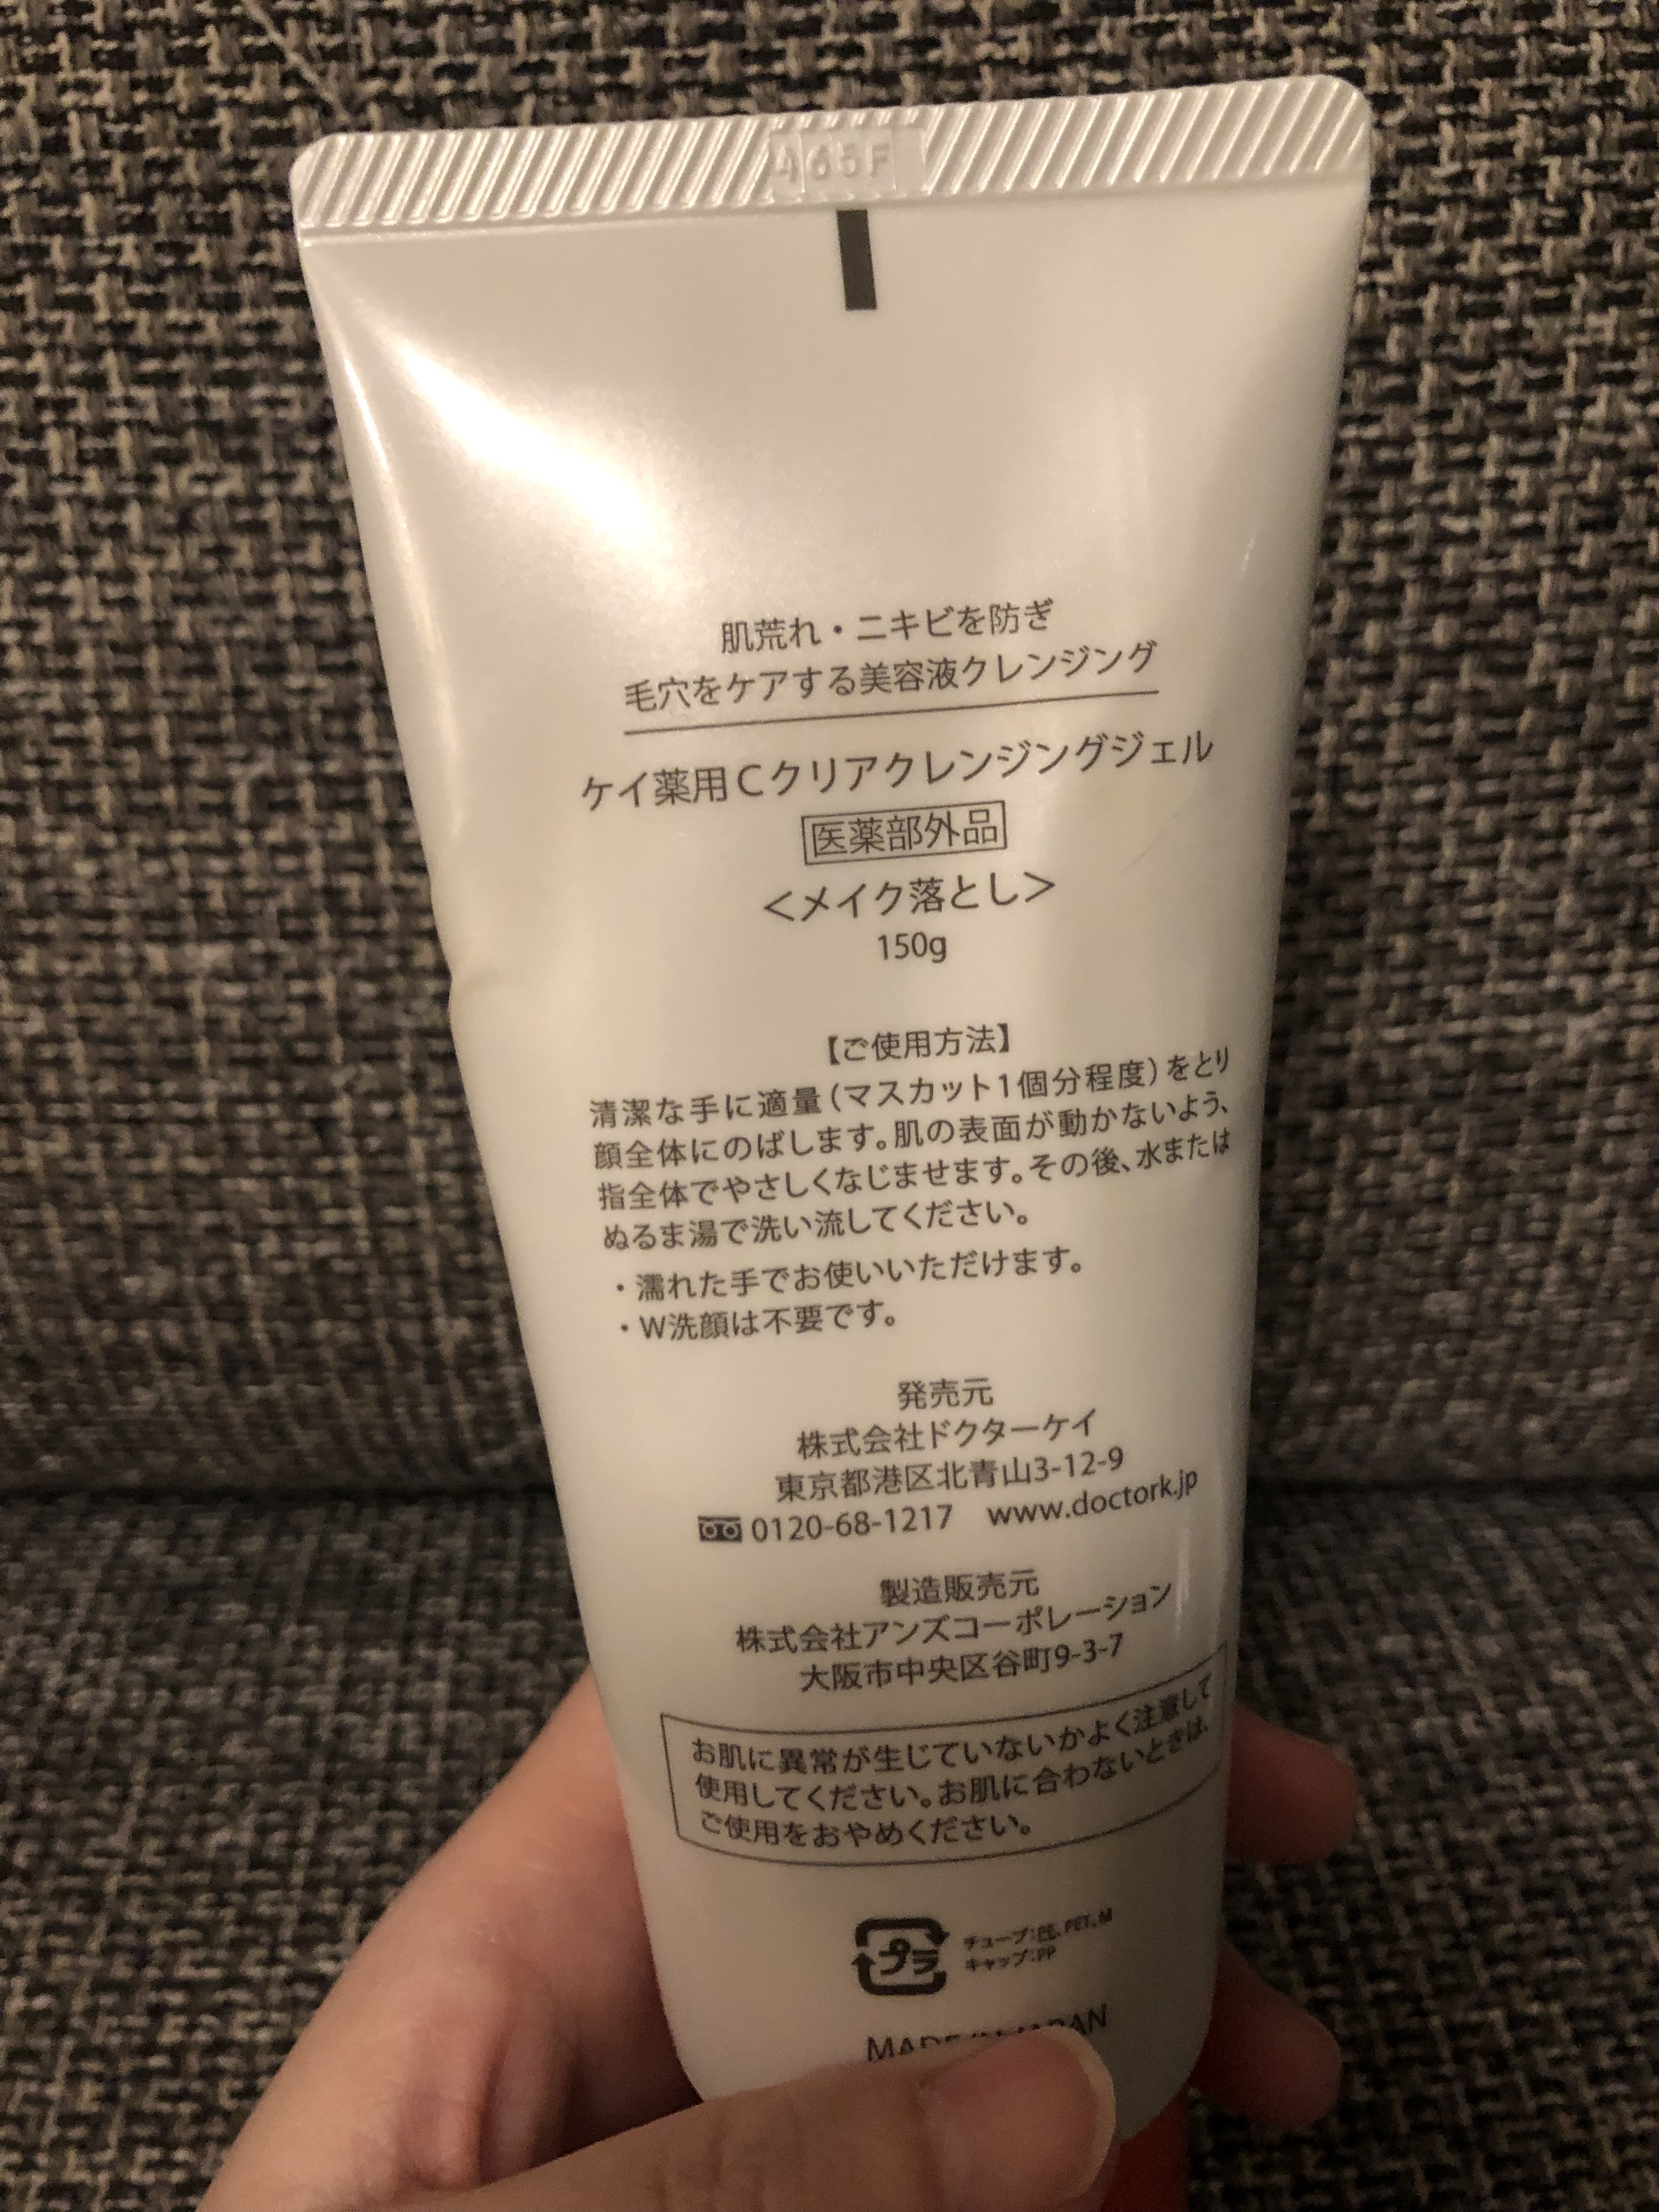 465F
肌荒れ・ニキビを防ぎ
毛穴をケアする美容液クレンジング
ケイ薬用Cクリアクレンジングジェル
医薬部外品
＜メイク落とし＞
150g
【ご使用方法】
清潔な手に適量（マスカット1個分程度）をとり
顔全体にのばします。肌の表面が動かないよう、
指全体でやさしくなじませます。その後、水または
ぬるま湯で洗い流してください。
・濡れた手でお使いいただけます。
・W洗顔は不要です。
発売元
株式会社ドクターケイ
東京都港区北青山3-12-9
0120-68-1217 www.doctork.jp
製造販売元
株式会社アンズコーポレーション
大阪市中央区谷町9-3-7
お肌に異常が生じていないかよく注意して
使用してください。お肌に合わないときは、
ご使用をおやめください。
プラ
チューブ:PE、PET、M
キャップ:PP
MADE IN JAPAN